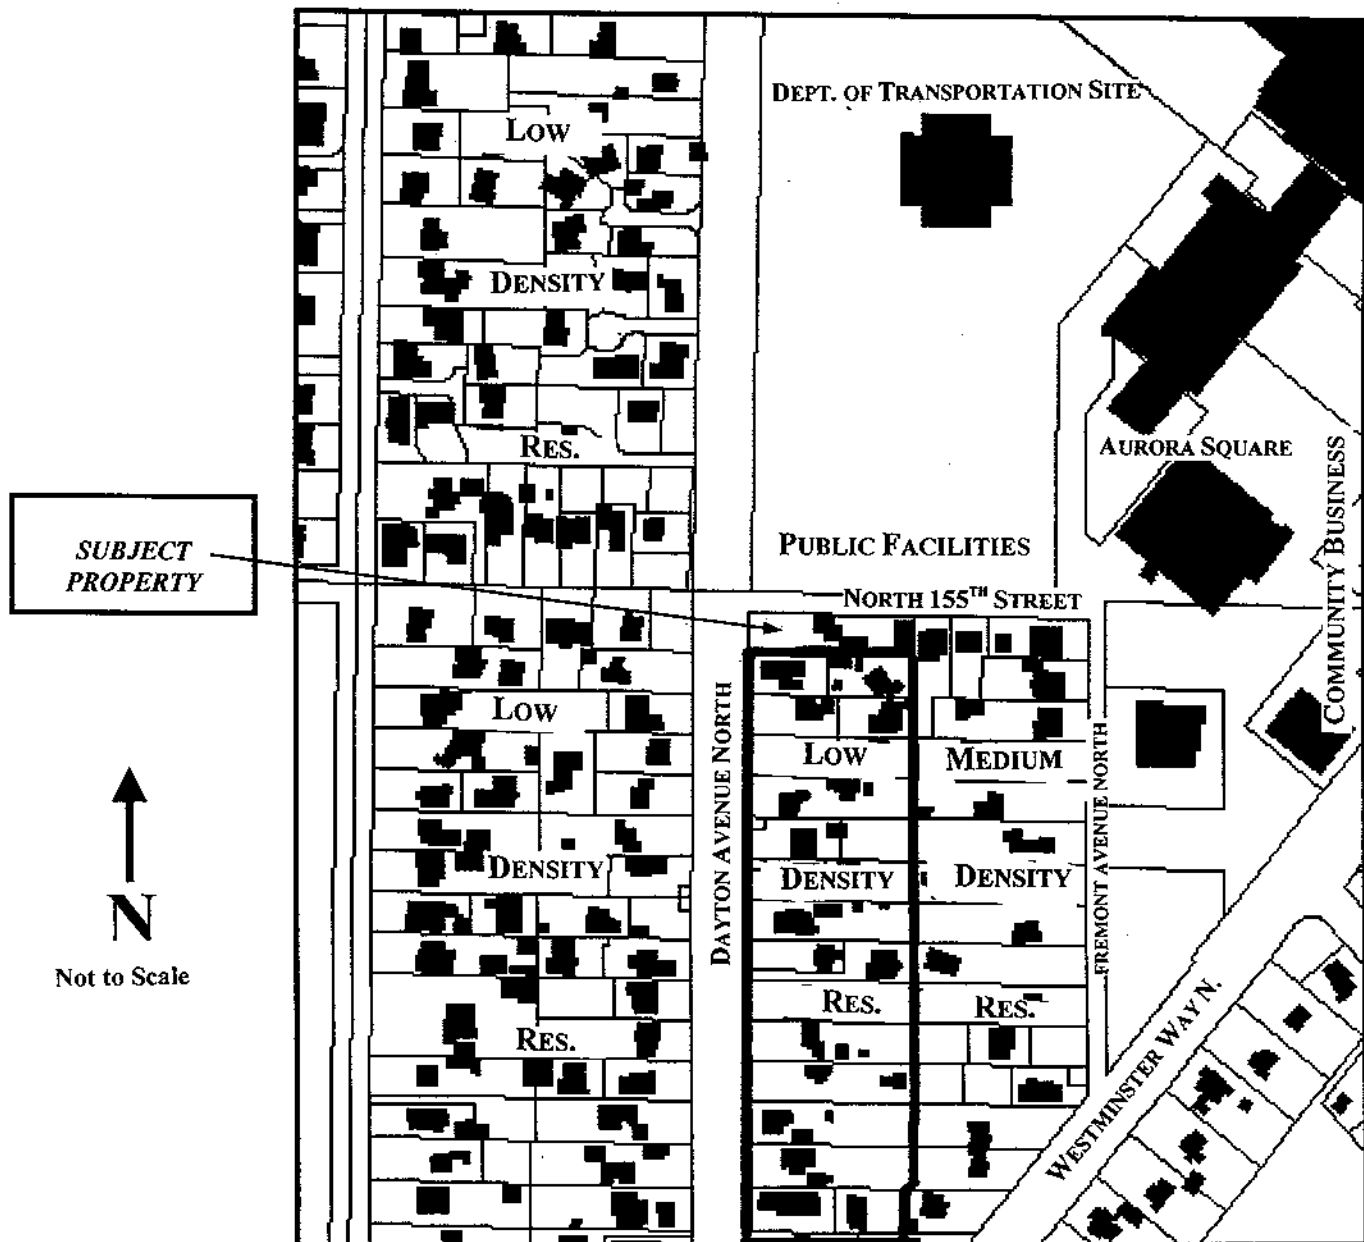 DEPT. OF TRANSPORTATION SITE
LOW
DENSITY
RES.
AURORA SQUARE
COMMUNITY BUSINESS
SUBJECT
PROPERTY
PUBLIC FACILITIES
NORTH 155TH STREET
LOW
DENSITY
RES.
DAYTON AVENUE NORTH
LOW
DENSITY
RES.
MEDIUM
DENSITY
RES.
FREMONT AVENUE NORTH
WESTMINSTER WAY N.
N
Not to Scale